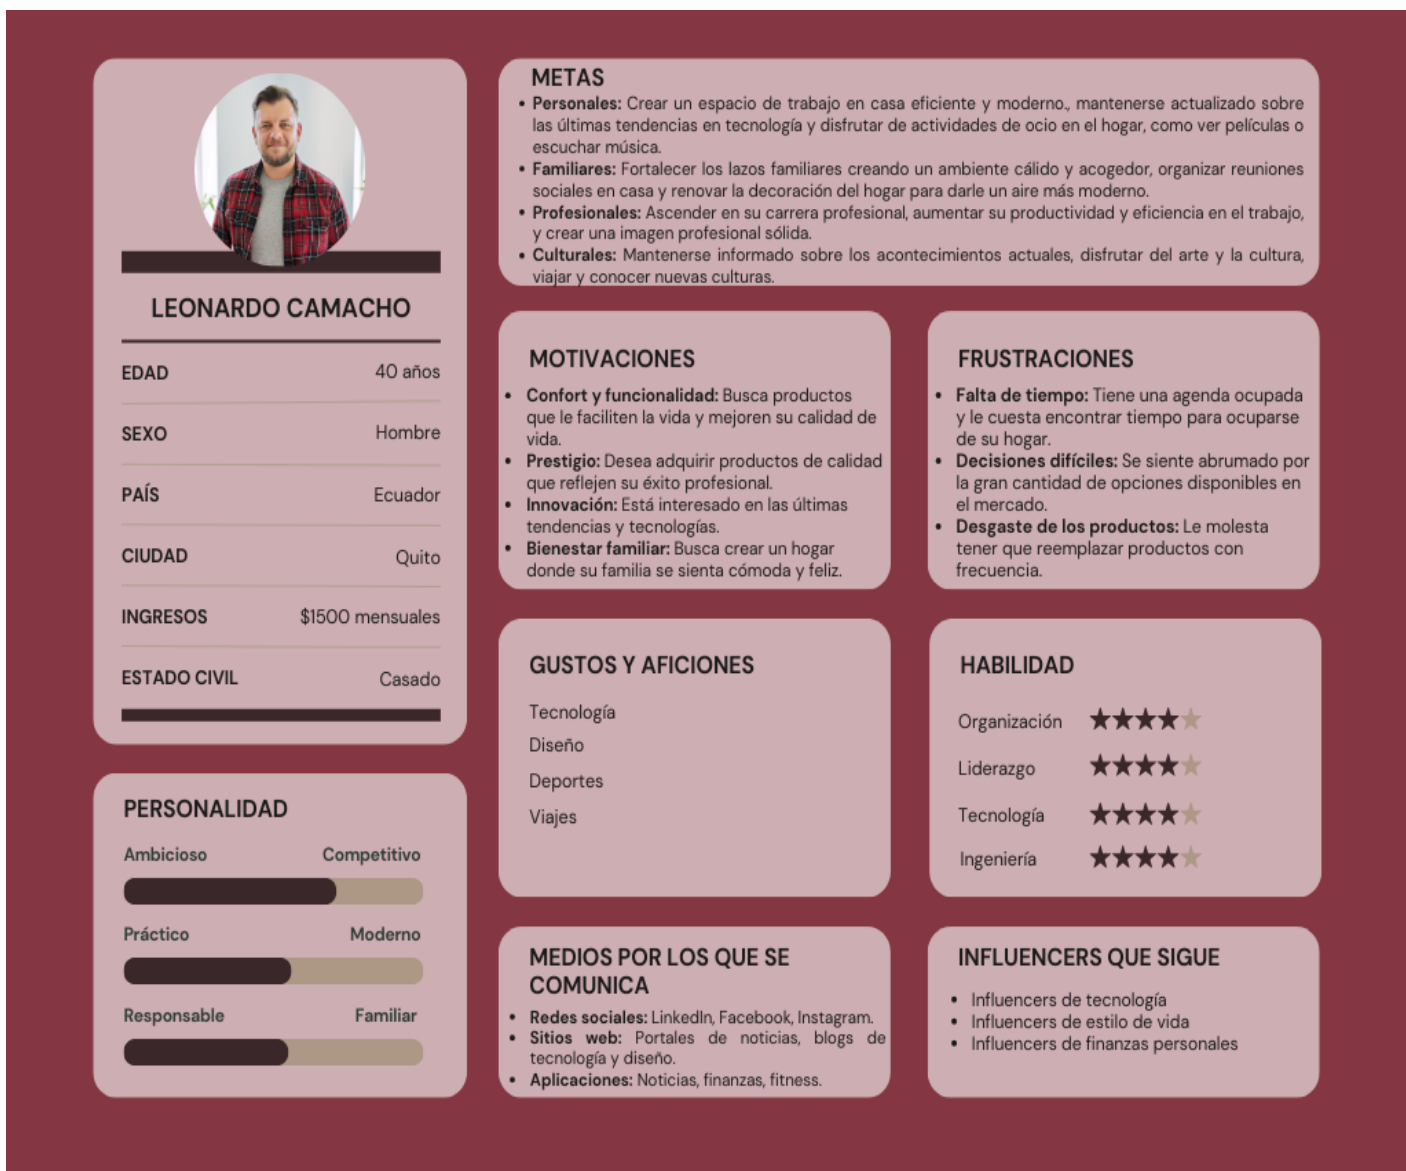 LEONARDO CAMACHO
EDAD 40 años
SEXO Hombre
PAÍS Ecuador
CIUDAD Quito
INGRESOS $1500 mensuales
ESTADO CIVIL Casado
PERSONALIDAD
Ambicioso Competitivo
Práctico Moderno
Responsable Familiar
METAS
• Personales: Crear un espacio de trabajo en casa eficiente y moderno., mantenerse actualizado sobre
las últimas tendencias en tecnología y disfrutar de actividades de ocio en el hogar, como ver películas o
escuchar música.
• Familiares: Fortalecer los lazos familiares creando un ambiente cálido y acogedor, organizar reuniones
sociales en casa y renovar la decoración del hogar para darle un aire más moderno.
• Profesionales: Ascender en su carrera profesional, aumentar su productividad y eficiencia en el trabajo,
y crear una imagen profesional sólida.
• Culturales: Mantenerse informado sobre los acontecimientos actuales, disfrutar del arte y la cultura,
viajar y conocer nuevas culturas.
MOTIVACIONES
• Confort y funcionalidad: Busca productos
que le faciliten la vida y mejoren su calidad de
vida.
• Prestigio: Desea adquirir productos de calidad
que reflejen su éxito profesional.
• Innovación: Está interesado en las últimas
tendencias y tecnologías.
• Bienestar familiar: Busca crear un hogar
donde su familia se sienta cómoda y feliz.
FRUSTRACIONES
• Falta de tiempo: Tiene una agenda ocupada
y le cuesta encontrar tiempo para ocuparse
de su hogar.
• Decisiones difíciles: Se siente abrumado por
la gran cantidad de opciones disponibles en
el mercado.
• Desgaste de los productos: Le molesta
tener que reemplazar productos con
frecuencia.
GUSTOS Y AFICIONES
Tecnología
Diseño
Deportes
Viajes
HABILIDAD
Organización
Liderazgo
Tecnología
Ingeniería
MEDIOS POR LOS QUE SE
COMUNICA
• Redes sociales: LinkedIn, Facebook, Instagram.
• Sitios web: Portales de noticias, blogs de
tecnología y diseño.
• Aplicaciones: Noticias, finanzas, fitness.
INFLUENCERS QUE SIGUE
• Influencers de tecnología
• Influencers de estilo de vida
• Influencers de finanzas personales